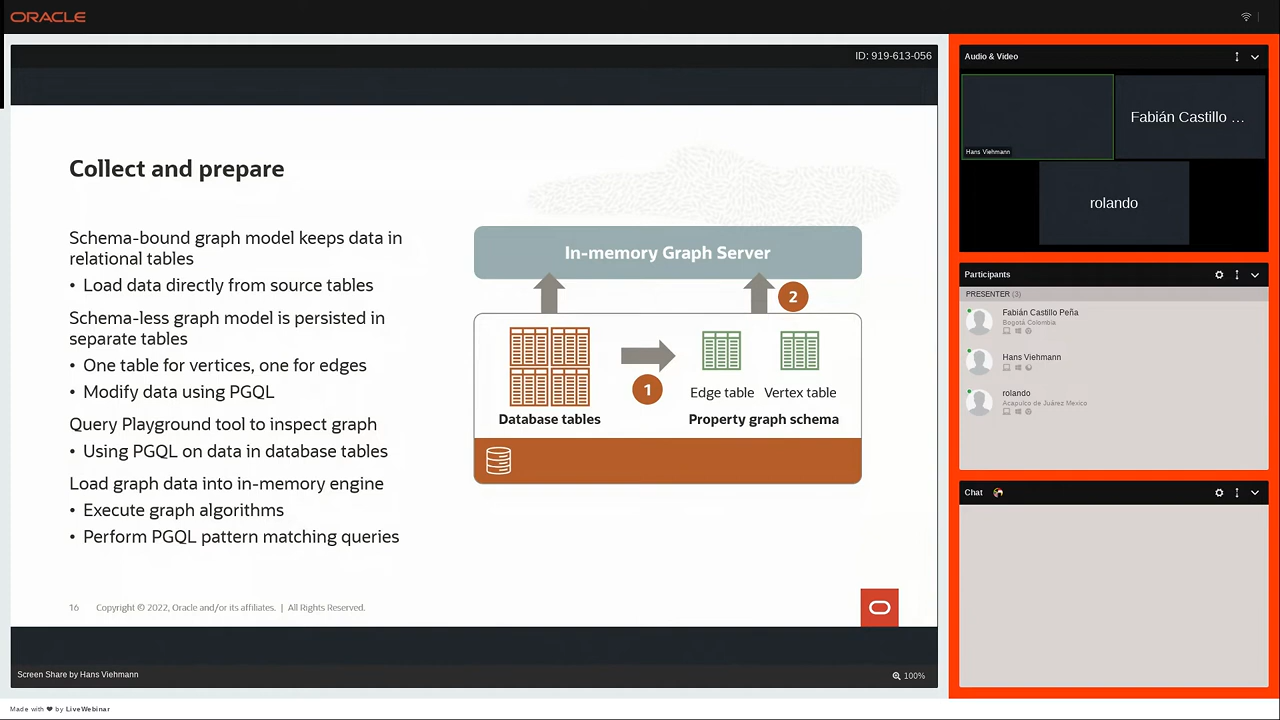 ORACLE
ID: 919-613-056
Collect and prepare
Schema-bound graph model keeps data in
relational tables
• Load data directly from source tables
Schema-less graph model is persisted in
separate tables
• One table for vertices, one for edges
• Modify data using PGQL
Query Playground tool to inspect graph
• Using PGQL on data in database tables
Load graph data into in-memory engine
• Execute graph algorithms
• Perform PGQL pattern matching queries
In-memory Graph Server
2
1
Edge table
Vertex table
Database tables
Property graph schema
16 Copyright © 2022, Oracle and/or its affiliates. | All Rights Reserved.
Screen Share by Hans Viehmann
100%
Made with ❤ by LiveWebinar
Audio & Video
Hans Viehmann
Fabián Castillo ...
rolando
Participants
PRESENTER (3)
Fabián Castillo Peña
Bogotá Colombia
Hans Viehmann
rolando
Acapulco de Juárez Mexico
Chat